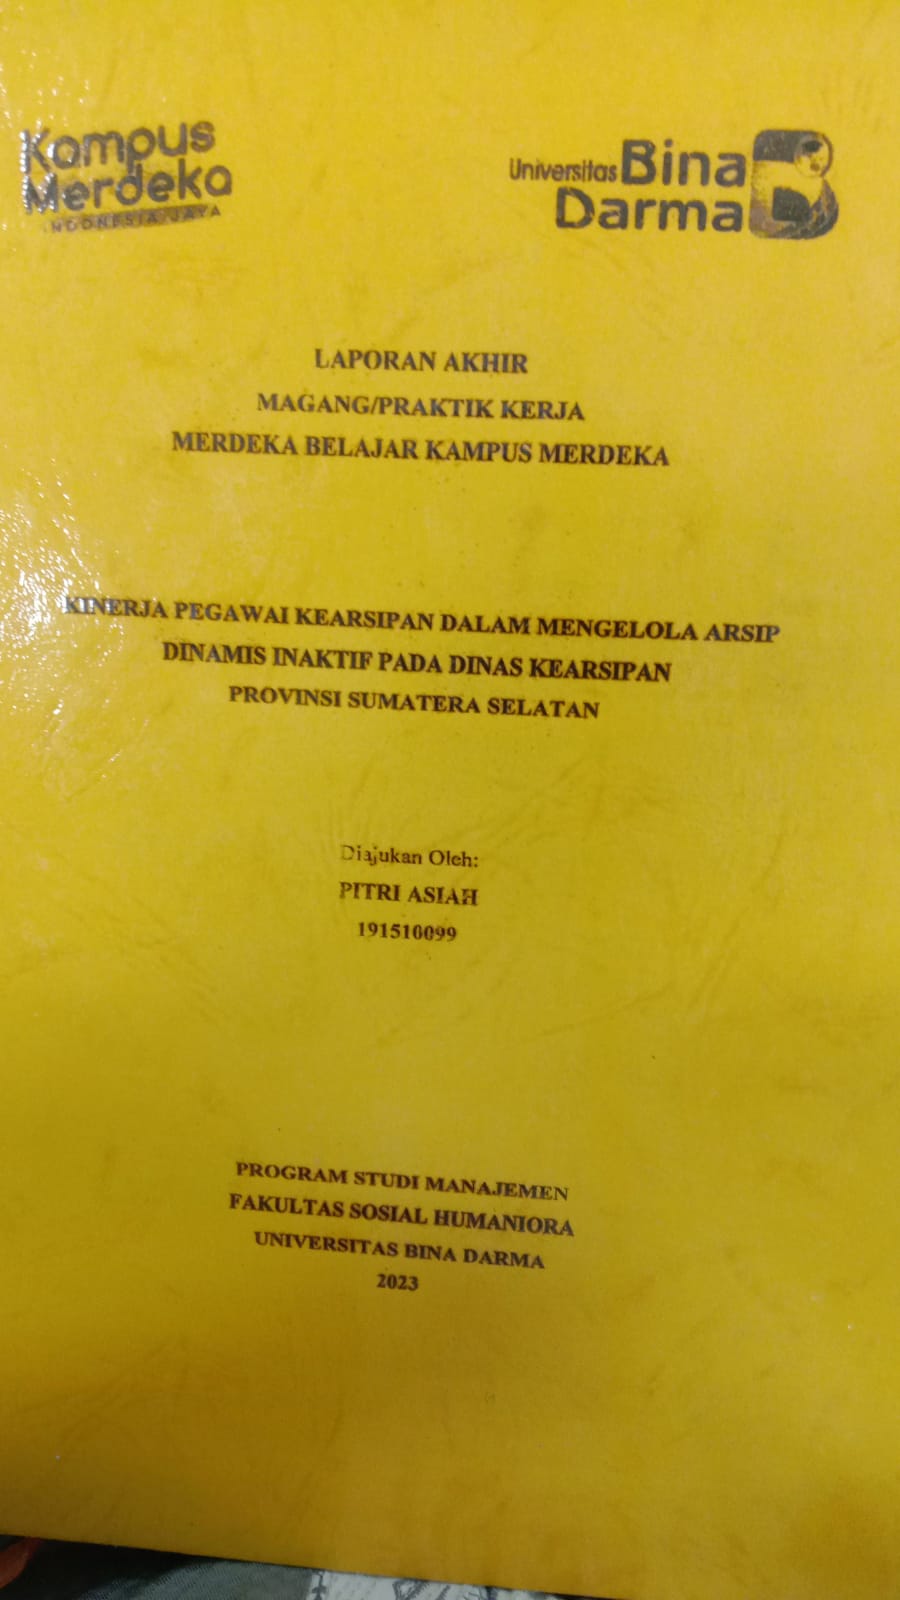 Kampus
Merdeka
INDONESIA JAYA
Universitas Bina
Darma
LAPORAN AKHIR
MAGANG/PRAKTIK KERJA
MERDEKA BELAJAR KAMPUS MERDEKA
KINERJA PEGAWAI KEARSIPAN DALAM MENGELOLA ARSIP
DINAMIS INAKTIF PADA DINAS KEARSIPAN
PROVINSI SUMATERA SELATAN
Diajukan Oleh:
PITRI ASIAH
191510099
PROGRAM STUDI MANAJEMEN
FAKULTAS SOSIAL HUMANIORA
UNIVERSITAS BINA DARMA
2023